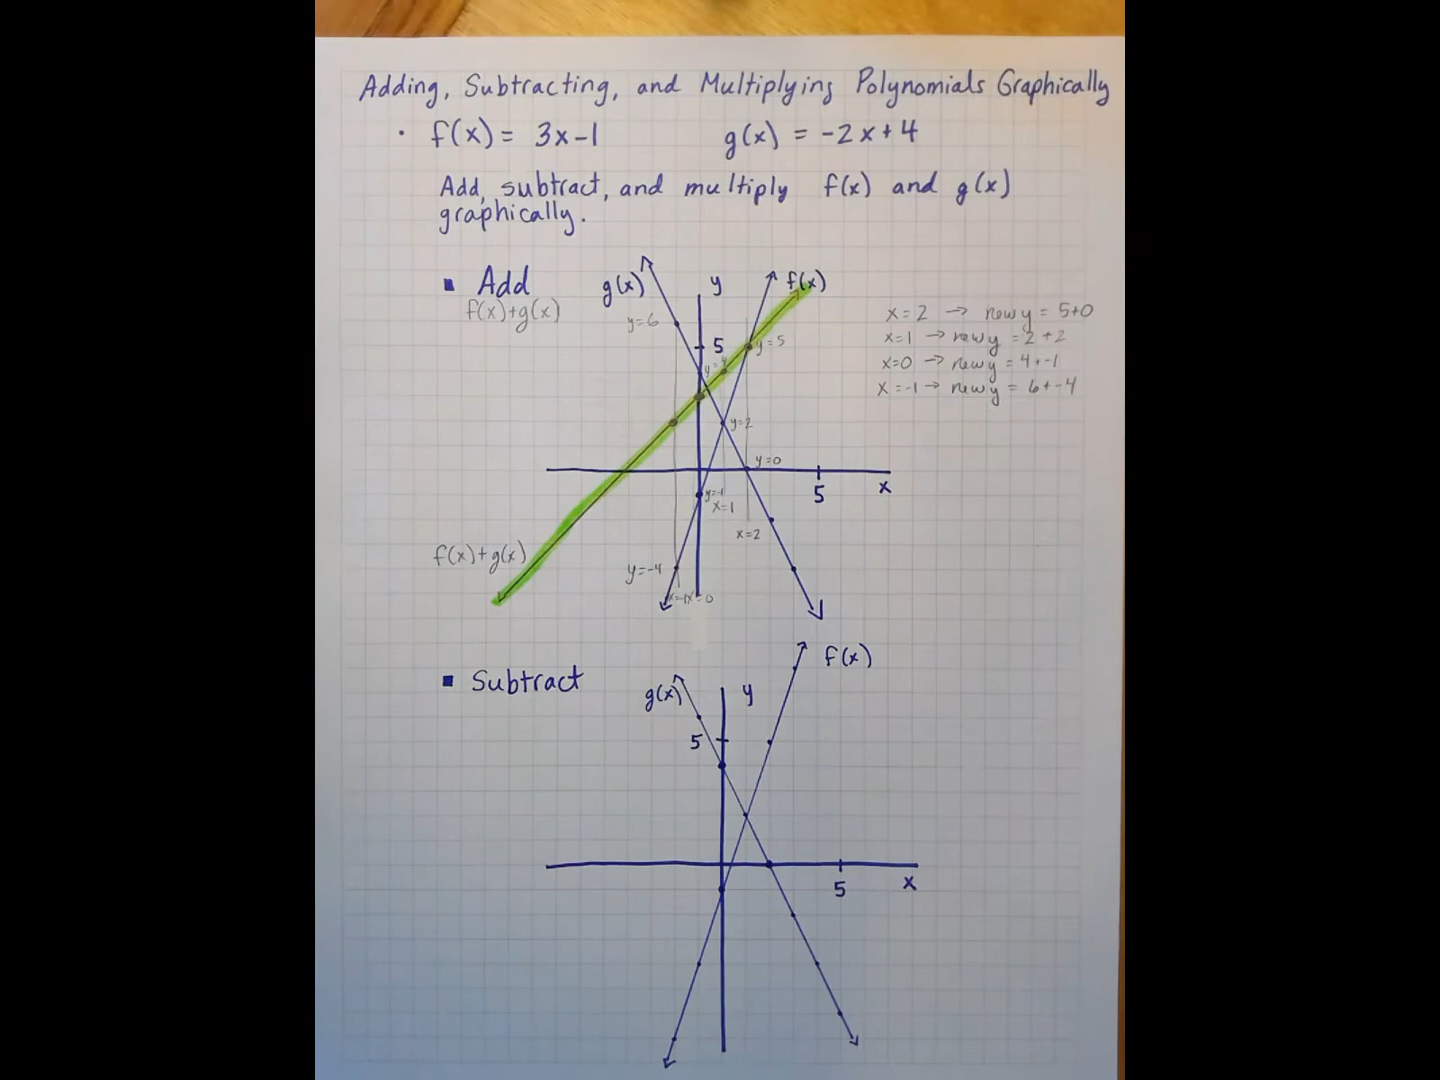 Adding, Subtracting, and Multiplying Polynomials Graphically
· f(x) = 3x-1 g(x) = -2x+4
Add, subtract, and multiply f(x) and g(x)
graphically.
▪ Add
f(x)+g(x)
g(x) y f(x)
x=2 → new y = 5+0
x=1 → new y = 2+2
x=0 → new y = 4+-1
x=-1 → new y = 6+-4
y=6
5
y=5
y=4
y=2
y=0
5 x
y=-1
x=1
x=2
f(x)+g(x)
y=-4
x=-1 x=0
▪ Subtract
g(x) y f(x)
5
5 x